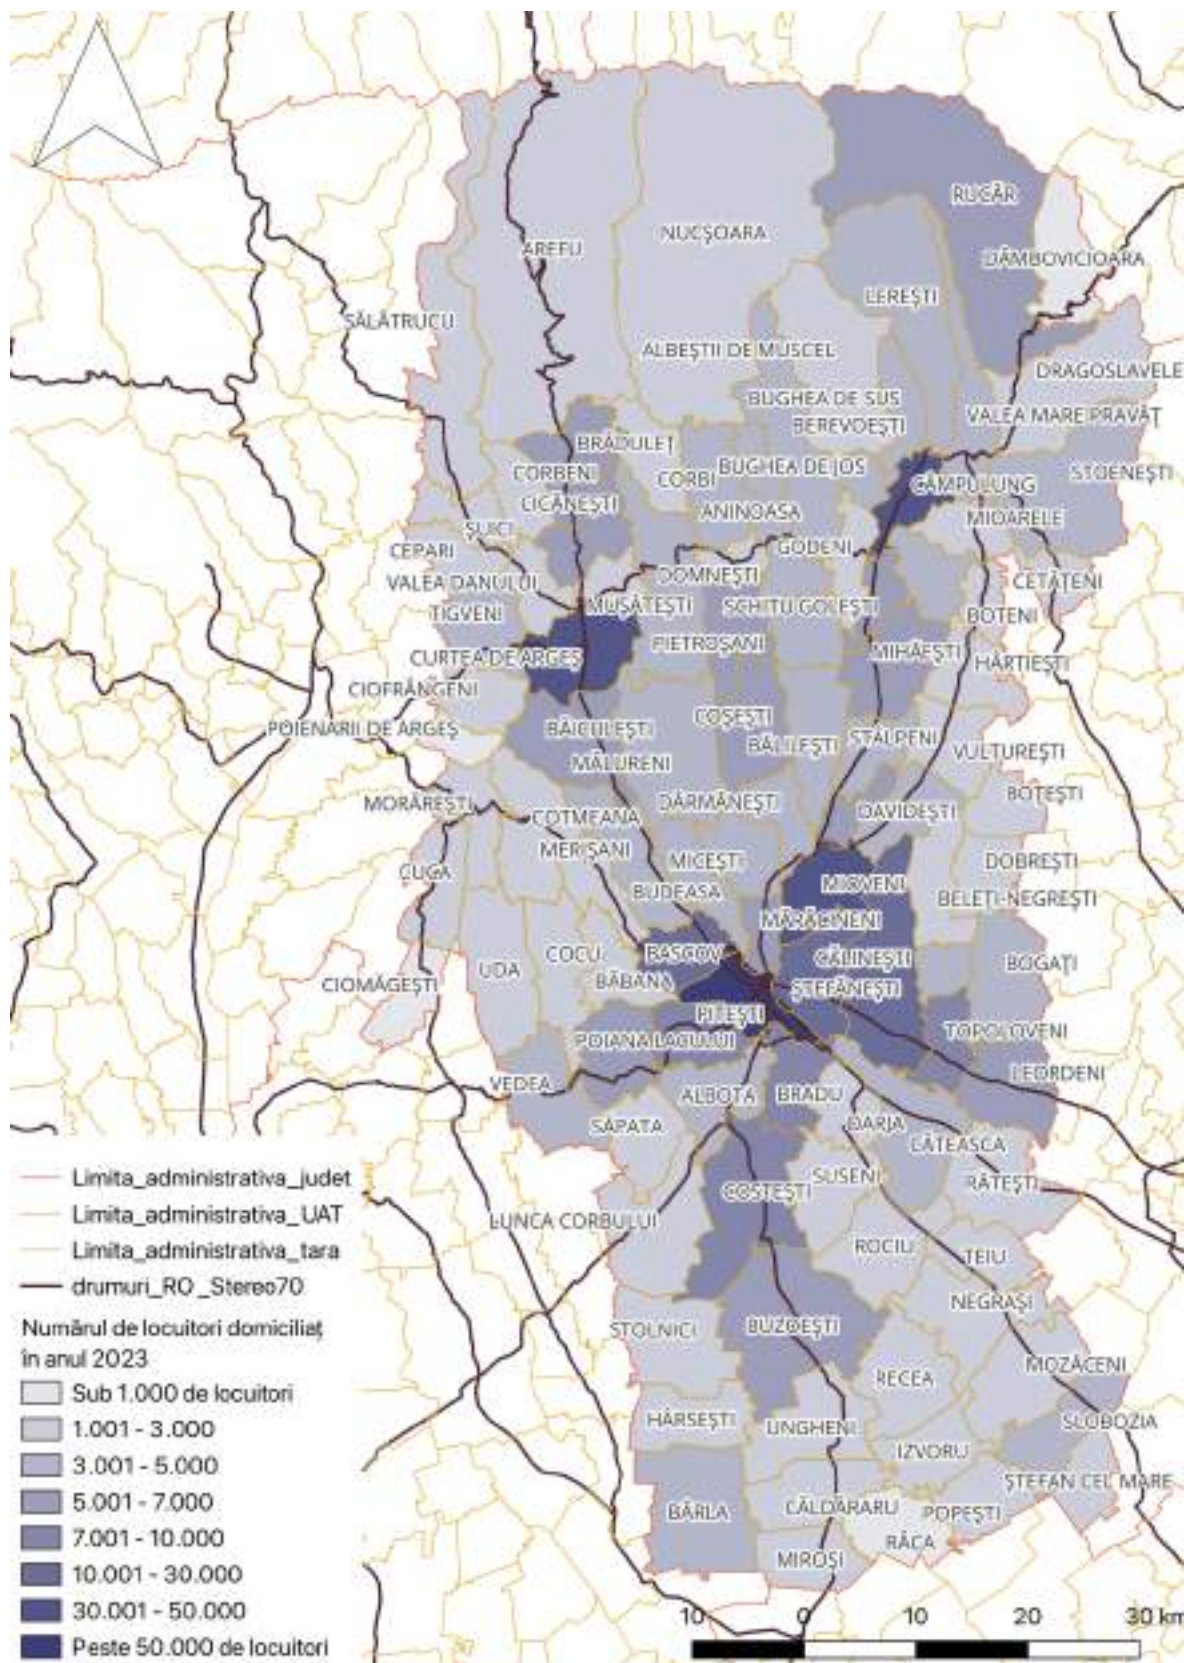 RUCĂR
NUCȘOARA
AREFU
DÂMBOVICIOARA
LEREȘTI
SĂLĂTRUCU
ALBEȘTII DE MUSCEL
DRAGOSLAVELE
BUGHEA DE SUS
VALEA MARE PRAVĂȚ
BEREVOEȘTI
BRĂDULEȚ
BUGHEA DE JOS
STOENEȘTI
CORBENI
CORBI
CÂMPULUNG
CICĂNEȘTI
ANINOASA
MIOARELE
ȘUICI
CEPARI
GODENI
DOMNEȘTI
VALEA DANULUI
CETĂȚENI
MUȘĂTEȘTI
SCHITU GOLEȘTI
TIGVENI
BOTENI
PIETROȘANI
MIHĂEȘTI
CURTEA DE ARGEȘ
HÂRTIEȘTI
CIOFRÂNGENI
COȘEȘTI
POIENARII DE ARGEȘ
BĂICULEȘTI
STÂLPENI
BĂLILEȘTI
VULTUREȘTI
MĂLURENI
BOȚEȘTI
MORĂREȘTI
DÂRMĂNEȘTI
COTMEANA
DAVIDEȘTI
MERIȘANI
MICEȘTI
DOBREȘTI
CUCA
MIOVENI
BUDEASA
BELEȚI-NEGREȘTI
MĂRĂCINENI
COCU
BASCOV
CĂLINEȘTI
BOGAȚI
UDA
BĂBANA
CIOMĂGEȘTI
ȘTEFĂNEȘTI
PITEȘTI
TOPOLOVENI
POIANA LACULUI
LEORDENI
VEDEA
ALBOTA
BRADU
OARJA
SĂPATA
CĂTEASCA
SUSENI
RĂTEȘTI
COSTEȘTI
LUNCA CORBULUI
ROCIU
TEIU
NEGRAȘI
STOLNICI
BUZOEȘTI
MOZĂCENI
RECEA
HÂRSEȘTI
UNGHENI
SLOBOZIA
IZVORU
ȘTEFAN CEL MARE
CĂLDĂRARU
POPEȘTI
BÂRLA
RÂCA
MIROȘI
Limita_administrativa_judet
Limita_administrativa_UAT
Limita_administrativa_tara
drumuri_RO_Stereo70
Numărul de locuitori domiciliaț
în anul 2023
Sub 1.000 de locuitori
1.001 - 3.000
3.001 - 5.000
5.001 - 7.000
7.001 - 10.000
10.001 - 30.000
30.001 - 50.000
Peste 50.000 de locuitori
10 0 10 20 30 km